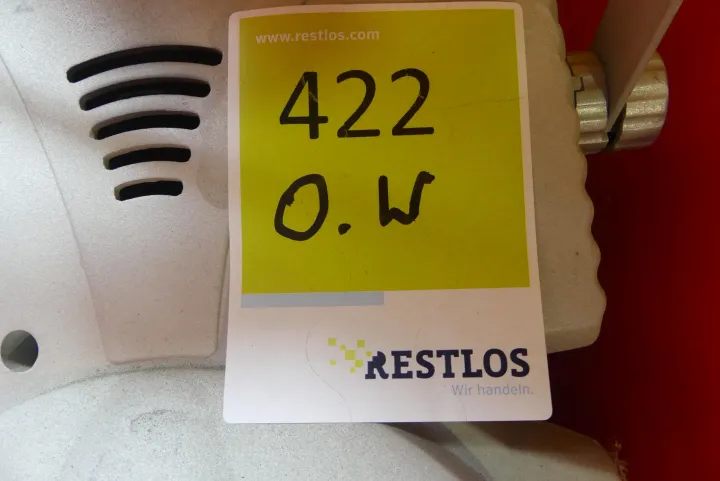 www.restlos.com
422
O.W
RESTLOS
Wir handeln.